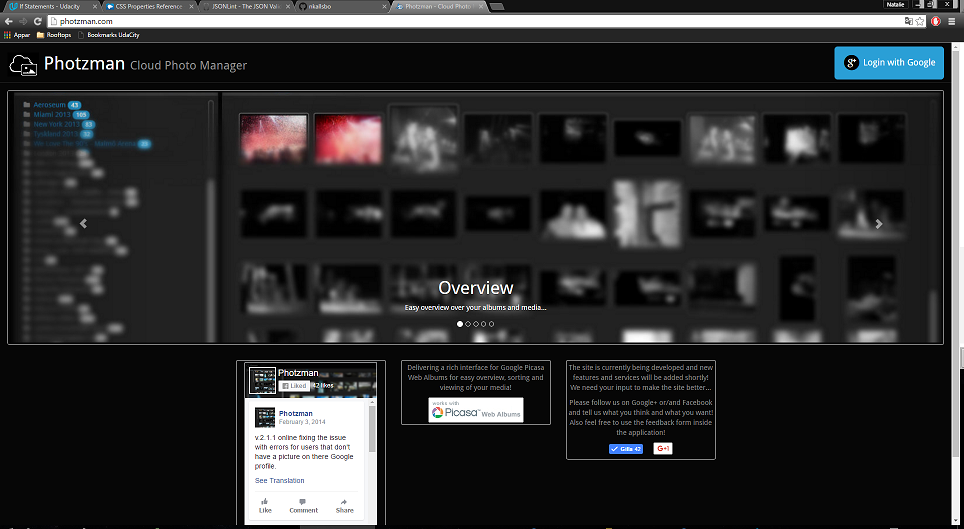 If Statements - Udacity
CSS Properties Reference
JSONLint - The JSON Vali
nkallsbo
Photzman - Cloud Photo
Natalie
photzman.com
Appar
Rooftops
Bookmarks UdaCity
Photzman Cloud Photo Manager
Login with Google
Aeroseum 43
Miami 2013 105
New York 2013 83
Tyskland 2013 32
Overview
Easy overview over your albums and media...
Photzman
Liked 42 likes
Photzman
February 3, 2014
v.2.1.1 online fixing the issue
with errors for users that don't
have a picture on there Google
profile.
See Translation
Like Comment Share
Delivering a rich interface for Google Picasa
Web Albums for easy overview, sorting and
viewing of your media!
works with
Picasa Web Albums
The site is currently being developed and new
features and services will be added shortly!
We need your input to make the site better...
Please follow us on Google+ or/and Facebook
and tell us what you think and what you want!
Also feel free to use the feedback form inside
the application!
Gilla 42
G+1